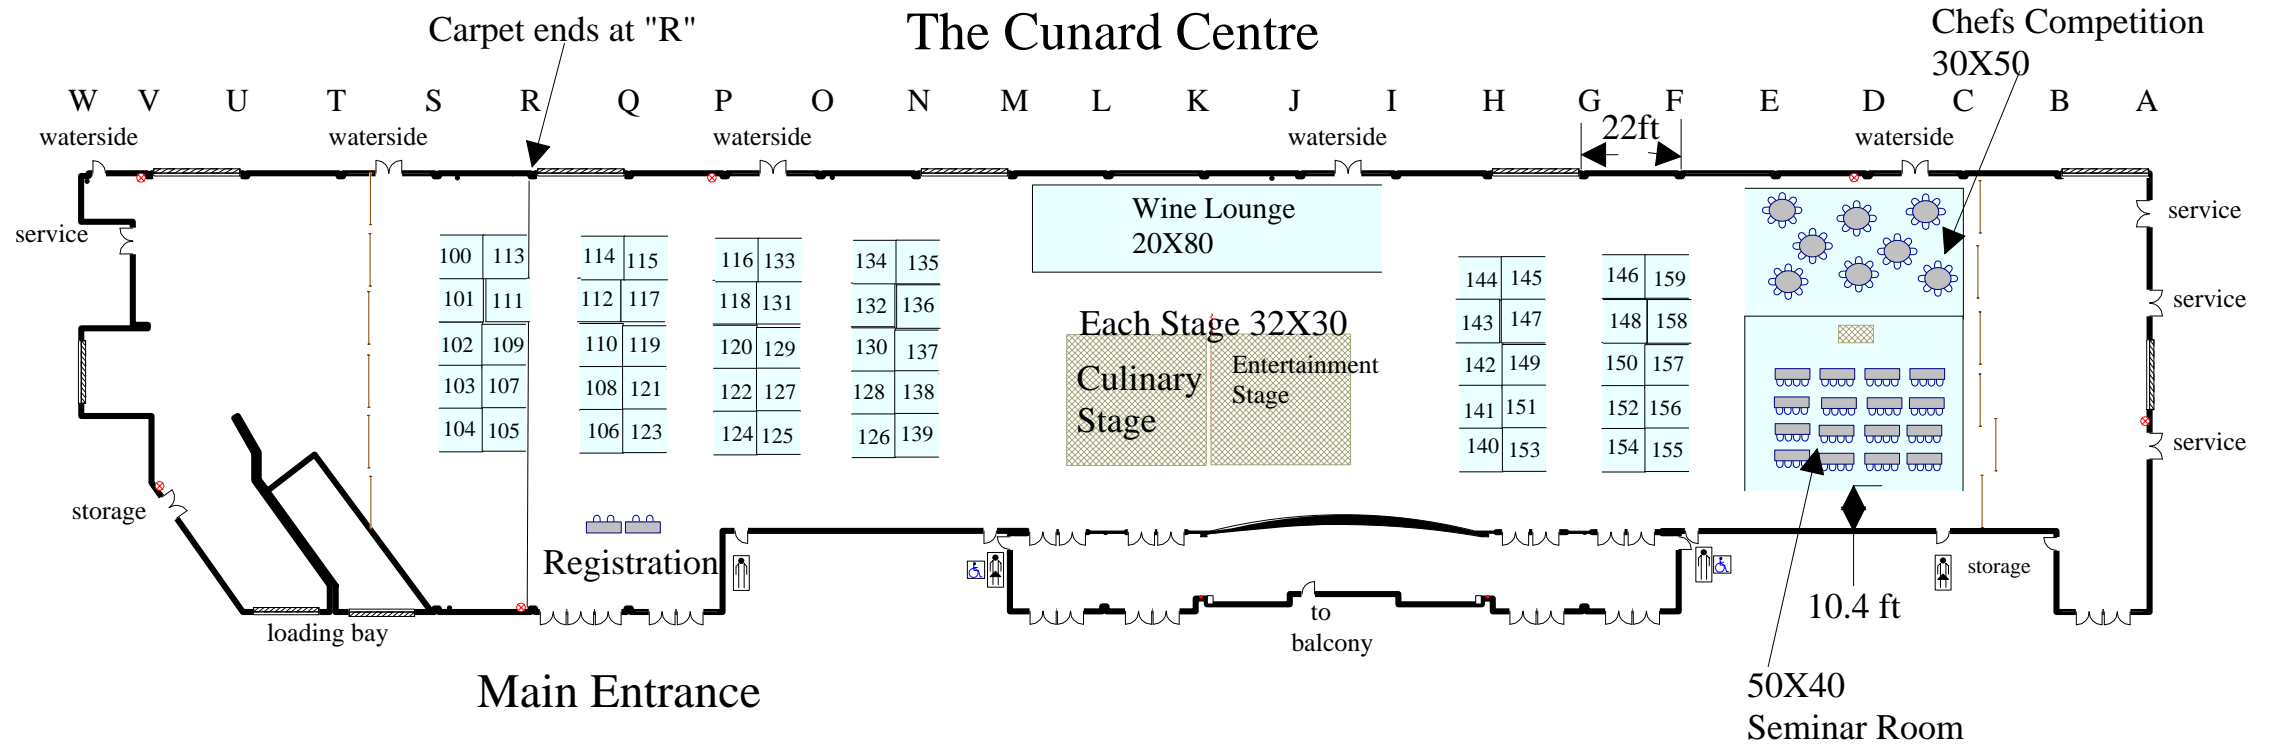 The Cunard Centre
Carpet ends at "R"
Chefs Competition
30X50
W V U T S R Q P O N M L K J I H G F E D C B A
22ft
waterside waterside waterside waterside waterside
Wine Lounge
20X80
service
service
service
service
100 113 114 115 116 133 134 135 144 145 146 159
101 111 112 117 118 131 132 136 143 147 148 158
102 109 110 119 120 129 130 137 142 149 150 157
103 107 108 121 122 127 128 138 141 151 152 156
104 105 106 123 124 125 126 139 140 153 154 155
Each Stage 32X30
Culinary
Stage
Entertainment
Stage
storage
Registration
storage
10.4 ft
loading bay
to
balcony
Main Entrance
50X40
Seminar Room